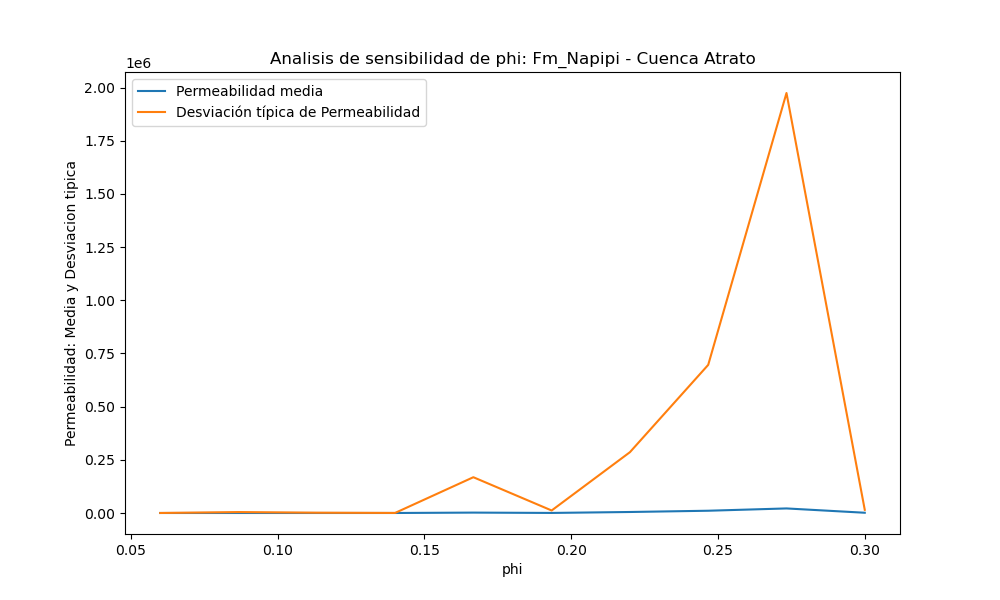 Analisis de sensibilidad de phi: Fm_Napipi - Cuenca Atrato
1e6
Permeabilidad media
Desviación típica de Permeabilidad
Permeabilidad: Media y Desviacion tipica
2.00
1.75
1.50
1.25
1.00
0.75
0.50
0.25
0.00
0.05
0.10
0.15
0.20
0.25
0.30
phi